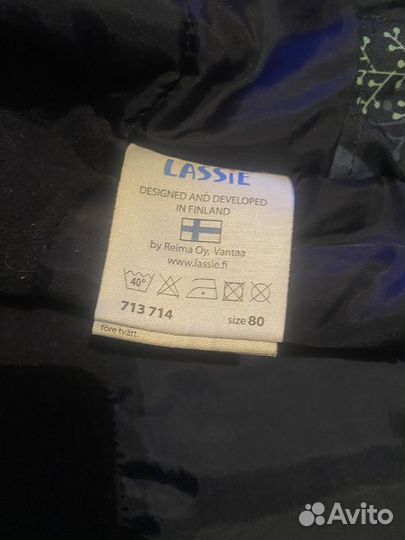 LASSIE
DESIGNED AND DEVELOPED
IN FINLAND
by Reima Oy, Vantaa
www.lassie.fi
40°
713 714 size 80
före tvätt.
Avito